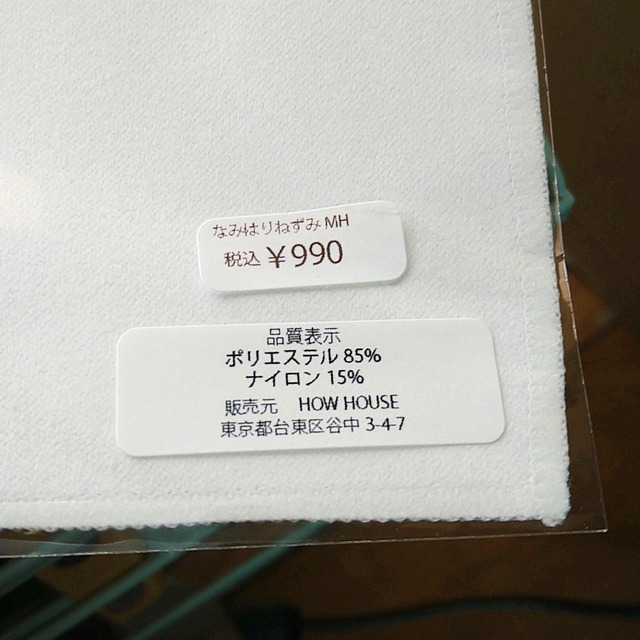 なみはりねずみ MH
税込 ¥990
品質表示
ポリエステル 85%
ナイロン 15%
販売元 HOW HOUSE
東京都台東区谷中 3-4-7